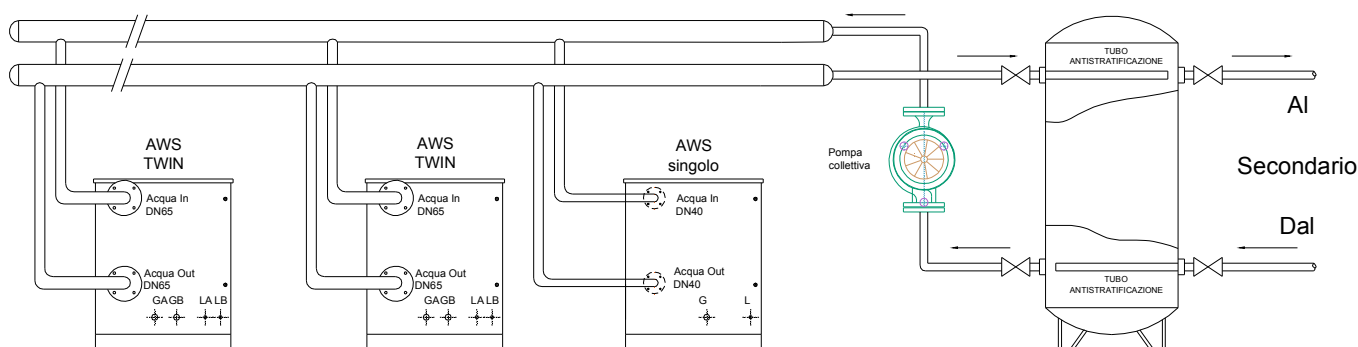 TUBO
ANTISTRATIFICAZIONE
Al
AWS
TWIN
AWS
TWIN
AWS
singolo
Pompa
collettiva
Secondario
Acqua In
DN65
Acqua In
DN65
Acqua In
DN40
Dal
Acqua Out
DN65
Acqua Out
DN65
Acqua Out
DN40
TUBO
ANTISTRATIFICAZIONE
GA GB LA LB
GA GB LA LB
G L